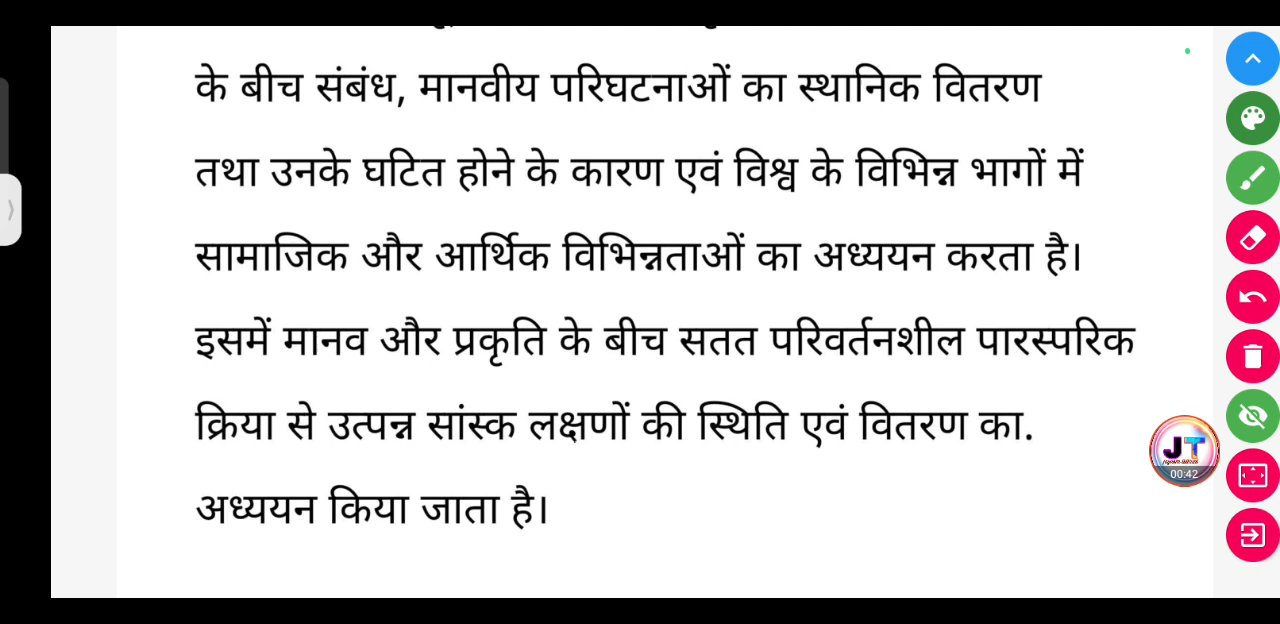 के बीच संबंध, मानवीय परिघटनाओं का स्थानिक वितरण
तथा उनके घटित होने के कारण एवं विश्व के विभिन्न भागों में
सामाजिक और आर्थिक विभिन्नताओं का अध्ययन करता है।
इसमें मानव और प्रकृति के बीच सतत परिवर्तनशील पारस्परिक
क्रिया से उत्पन्न सांस्क लक्षणों की स्थिति एवं वितरण का.
अध्ययन किया जाता है।
JT
00:42